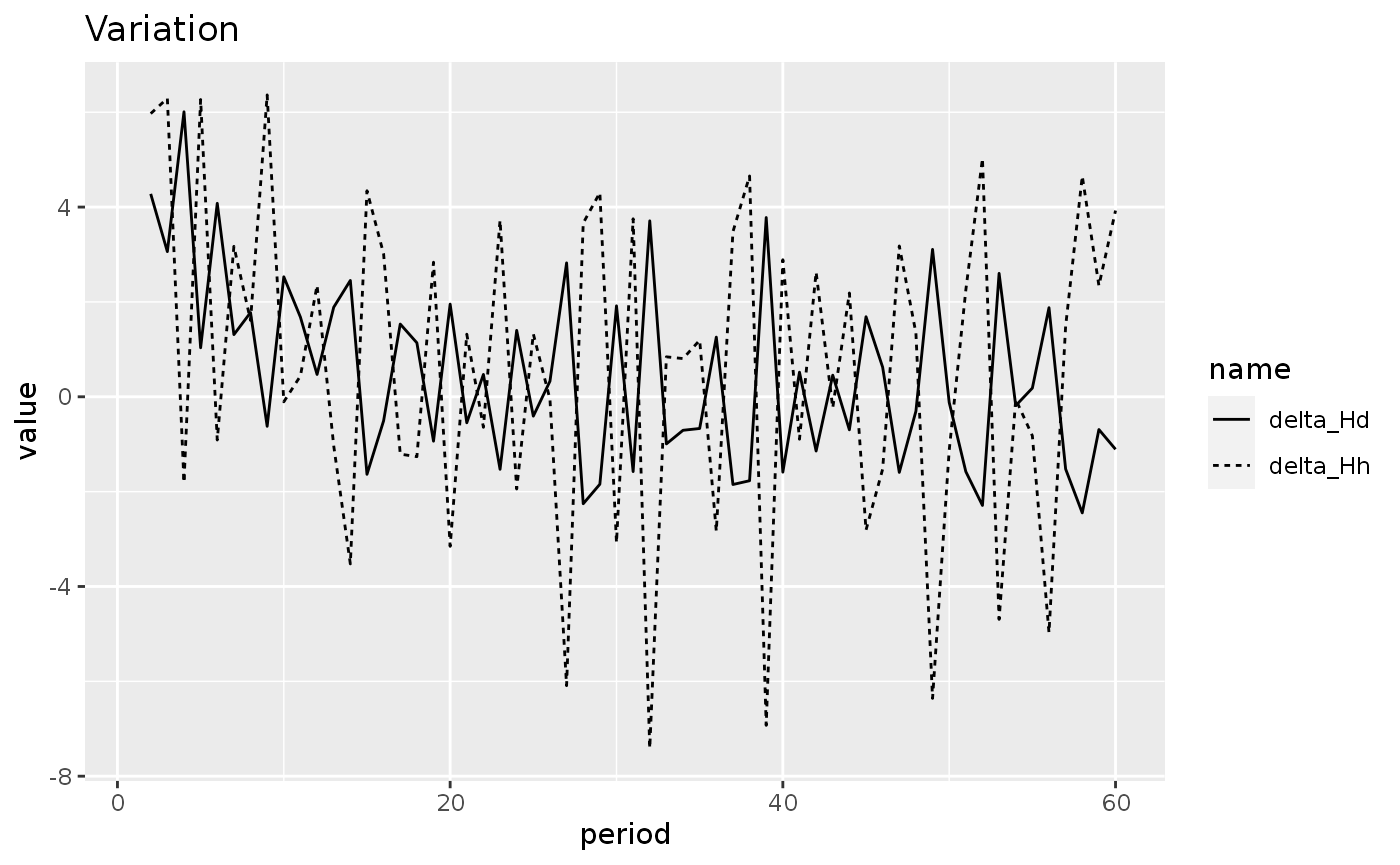 Variation
4
0
-4
-8
0 20 40 60
period
value
name
delta_Hd
delta_Hh